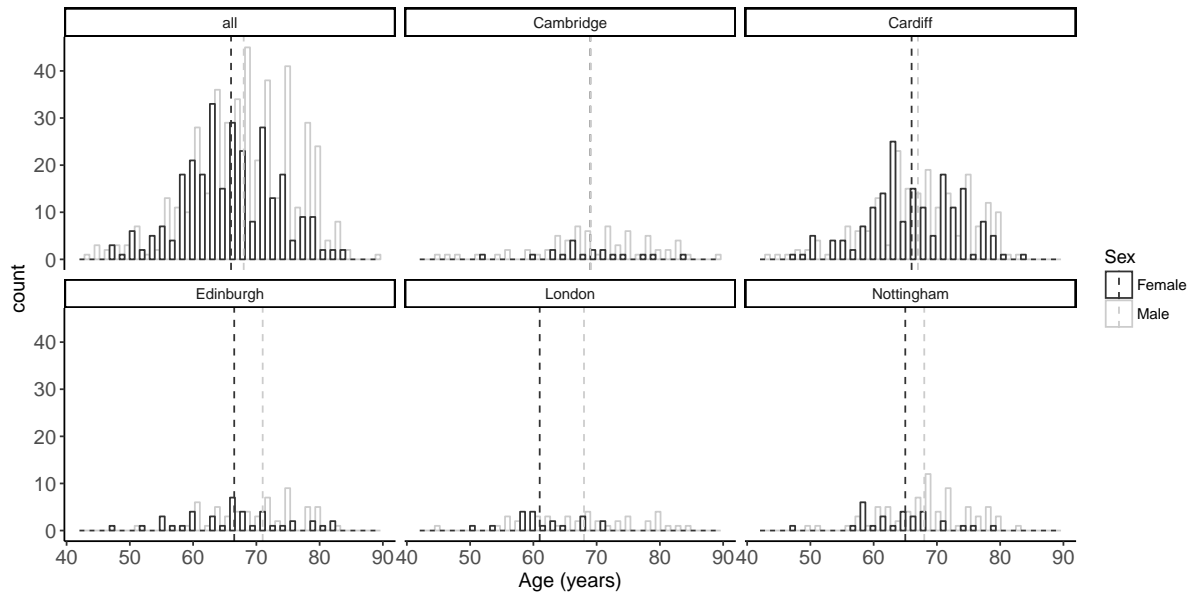 all Cambridge Cardiff
40
30
20
10
0
count
Edinburgh London Nottingham
40
30
20
10
0
40 50 60 70 80 90 40 50 60 70 80 90 40 50 60 70 80 90
Age (years)
Sex
Female
Male